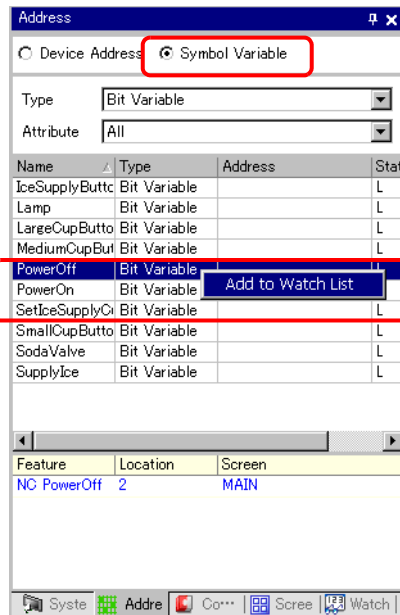 Address
Device Address Symbol Variable
Type Bit Variable
Attribute All
Name Type Address Stat
IceSupplyButtc Bit Variable L
Lamp Bit Variable L
LargeCupButto Bit Variable L
MediumCupBut Bit Variable L
PowerOff Bit Variable L
Add to Watch List
PowerOn Bit Variable L
SetIceSupplyCu Bit Variable L
SmallCupButto Bit Variable L
SodaValve Bit Variable L
SupplyIce Bit Variable L
Feature Location Screen
NC PowerOff 2 MAIN
Syste Addre Co··· Scree Watch